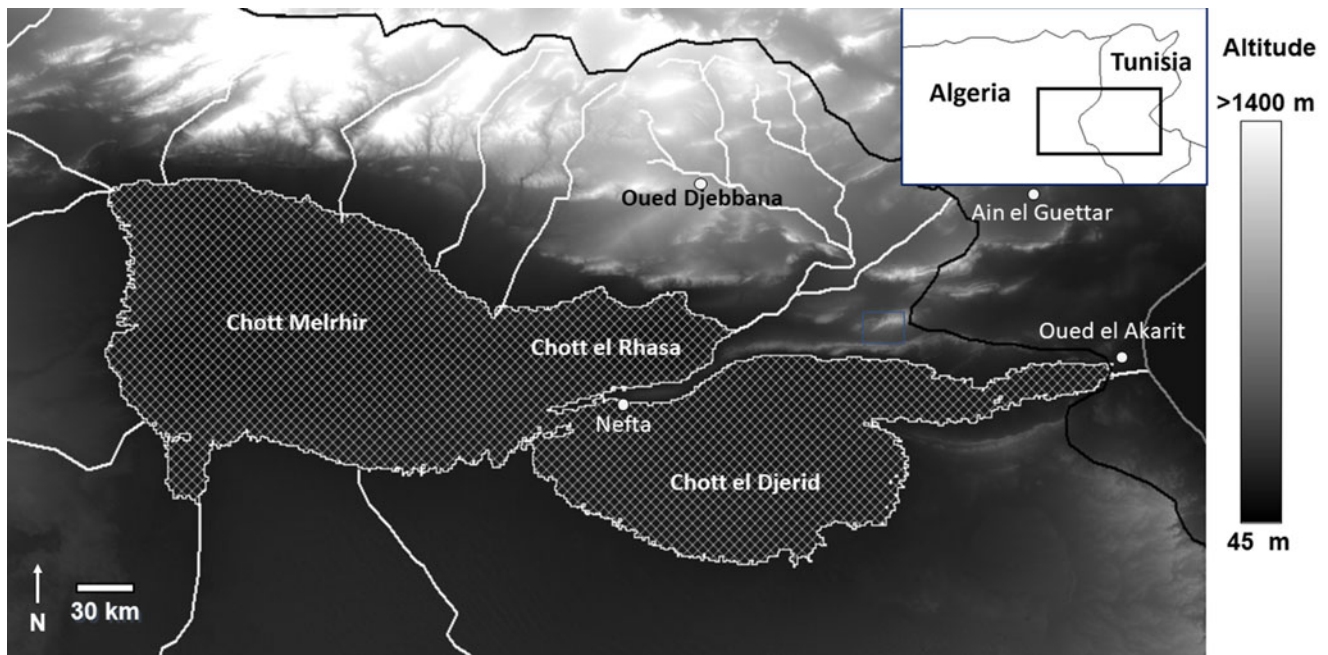 Altitude
>1400 m
Tunisia
Algeria
Oued Djebbana
Ain el Guettar
Chott Melrhir
Chott el Rhasa
Oued el Akarit
Nefta
Chott el Djerid
45 m
30 km
N